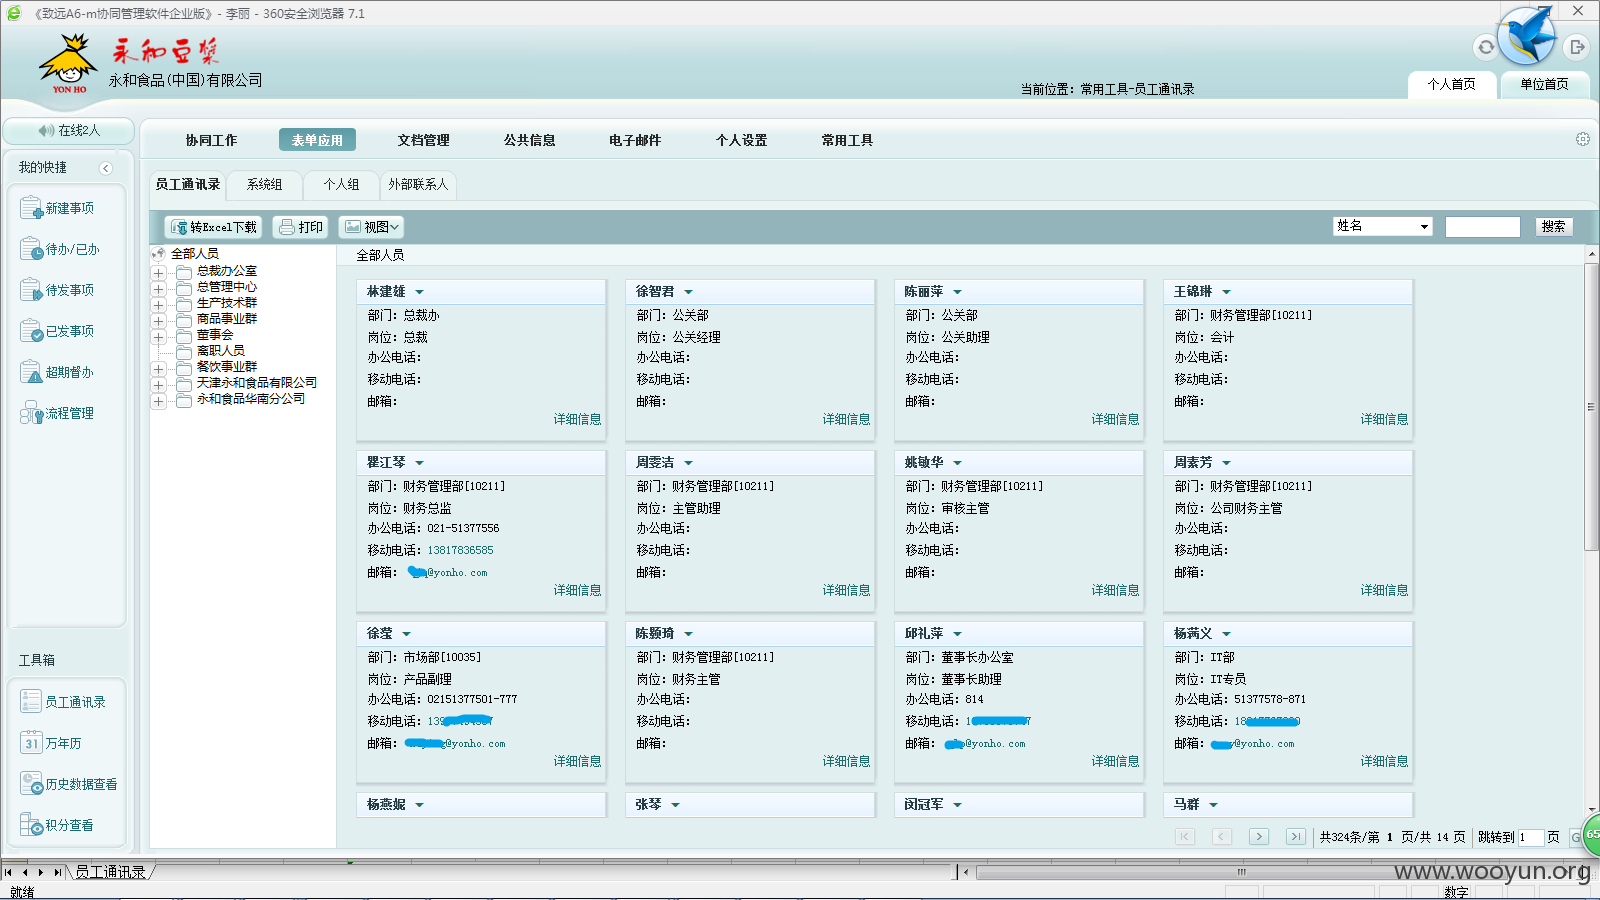 《致远A6-m协同管理软件企业版》- 李丽 - 360安全浏览器 7.1
永和豆浆
YON HO
永和食品(中国)有限公司
当前位置：常用工具-员工通讯录
个人首页
单位首页
在线2人
协同工作
表单应用
文档管理
公共信息
电子邮件
个人设置
常用工具
我的快捷
新建事项
待办/已办
待发事项
已发事项
超期督办
流程管理
工具箱
员工通讯录
31
万年历
历史数据查看
积分查看
员工通讯录
系统组
个人组
外部联系人
转Excel下载
打印
视图
姓名
搜索
全部人员
总裁办公室
总管理中心
生产技术群
商品事业群
董事会
离职人员
餐饮事业群
天津永和食品有限公司
永和食品华南分公司
全部人员
林建雄
部门：总裁办
岗位：总裁
办公电话：
移动电话：
邮箱：
详细信息
徐智君
部门：公关部
岗位：公关经理
办公电话：
移动电话：
邮箱：
详细信息
陈丽萍
部门：公关部
岗位：公关助理
办公电话：
移动电话：
邮箱：
详细信息
王锦琳
部门：财务管理部[10211]
岗位：会计
办公电话：
移动电话：
邮箱：
详细信息
瞿江琴
部门：财务管理部[10211]
岗位：财务总监
办公电话：021-51377556
移动电话：13817836585
邮箱：@yonho.com
详细信息
周雯洁
部门：财务管理部[10211]
岗位：主管助理
办公电话：
移动电话：
邮箱：
详细信息
姚敏华
部门：财务管理部[10211]
岗位：审核主管
办公电话：
移动电话：
邮箱：
详细信息
周素芳
部门：财务管理部[10211]
岗位：公司财务主管
办公电话：
移动电话：
邮箱：
详细信息
徐莹
部门：市场部[10035]
岗位：产品副理
办公电话：02151377501-777
移动电话：
邮箱：@yonho.com
详细信息
陈颢琦
部门：财务管理部[10211]
岗位：财务主管
办公电话：
移动电话：
邮箱：
详细信息
邱礼萍
部门：董事长办公室
岗位：董事长助理
办公电话：814
移动电话：
邮箱：@yonho.com
详细信息
杨苪义
部门：IT部
岗位：IT专员
办公电话：51377578-871
移动电话：
邮箱：@yonho.com
详细信息
杨燕妮
张琴
闵冠军
马群
共324条/第 1 页/共 14 页
跳转到 1 页
G
65
员工通讯录
www.wooyun.org
就绪
数字